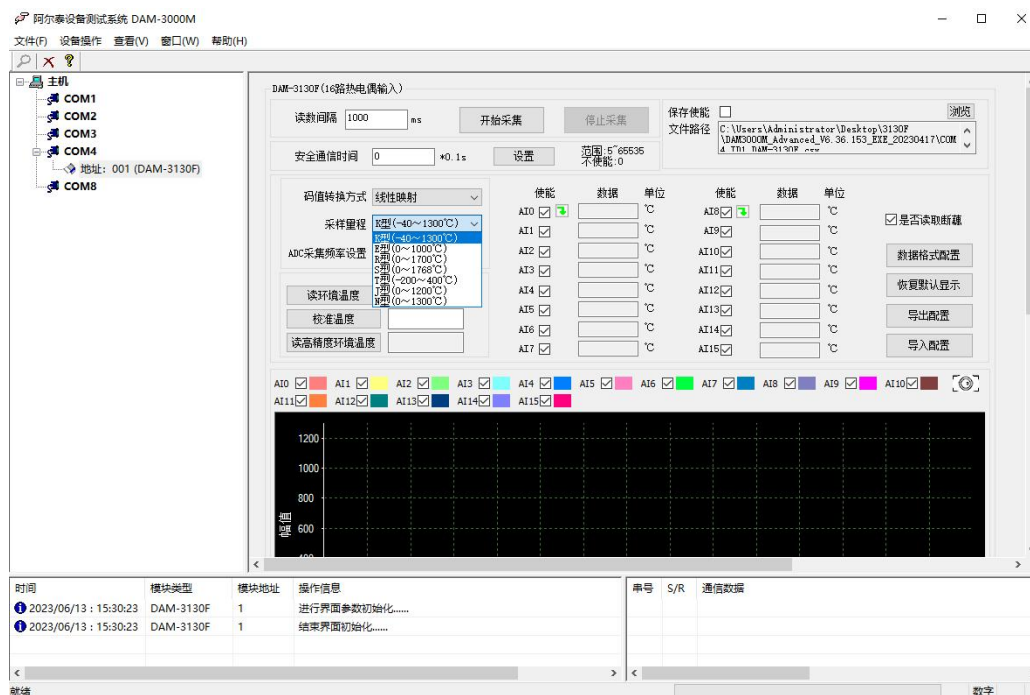 阿尔泰设备测试系统 DAM-3000M
文件(F) 设备操作 查看(V) 窗口(W) 帮助(H)
主机
COM1
COM2
COM3
COM4
地址: 001 (DAM-3130F)
COM8
DAM-3130F(16路热电偶输入)
读数间隔 1000 ms 开始采集 停止采集
保存使能 浏览
文件路径 C:\Users\Administrator\Desktop\3130F
\DAM3000M_Advanced_V6.36.153_EXE_20230417\COM
4_ID1_DAM-3130F.csv
安全通信时间 0 *0.1s 设置 范围:5~65535
不使能:0
码值转换方式 线性映射
采样量程 K型(-40～1300℃)
K型(-40～1300℃)
E型(0～1000℃)
R型(0～1700℃)
S型(0～1768℃)
T型(-200～400℃)
J型(0～1200℃)
N型(0～1300℃)
ADC采集频率设置
读环境温度
校准温度
读高精度环境温度
使能 数据 单位 使能 数据 单位
AI0 ℃ AI8 ℃
AI1 ℃ AI9 ℃
AI2 ℃ AI10 ℃
AI3 ℃ AI11 ℃
AI4 ℃ AI12 ℃
AI5 ℃ AI13 ℃
AI6 ℃ AI14 ℃
AI7 ℃ AI15 ℃
是否读取断耦
数据格式配置
恢复默认显示
导出配置
导入配置
AI0 AI1 AI2 AI3 AI4 AI5 AI6 AI7 AI8 AI9 AI10
AI11 AI12 AI13 AI14 AI15
1200
1000
800
600
400
幅值
时间 模块类型 模块地址 操作信息
2023/06/13 : 15:30:23 DAM-3130F 1 进行界面参数初始化......
2023/06/13 : 15:30:23 DAM-3130F 1 结束界面初始化......
串号 S/R 通信数据
就绪 数字